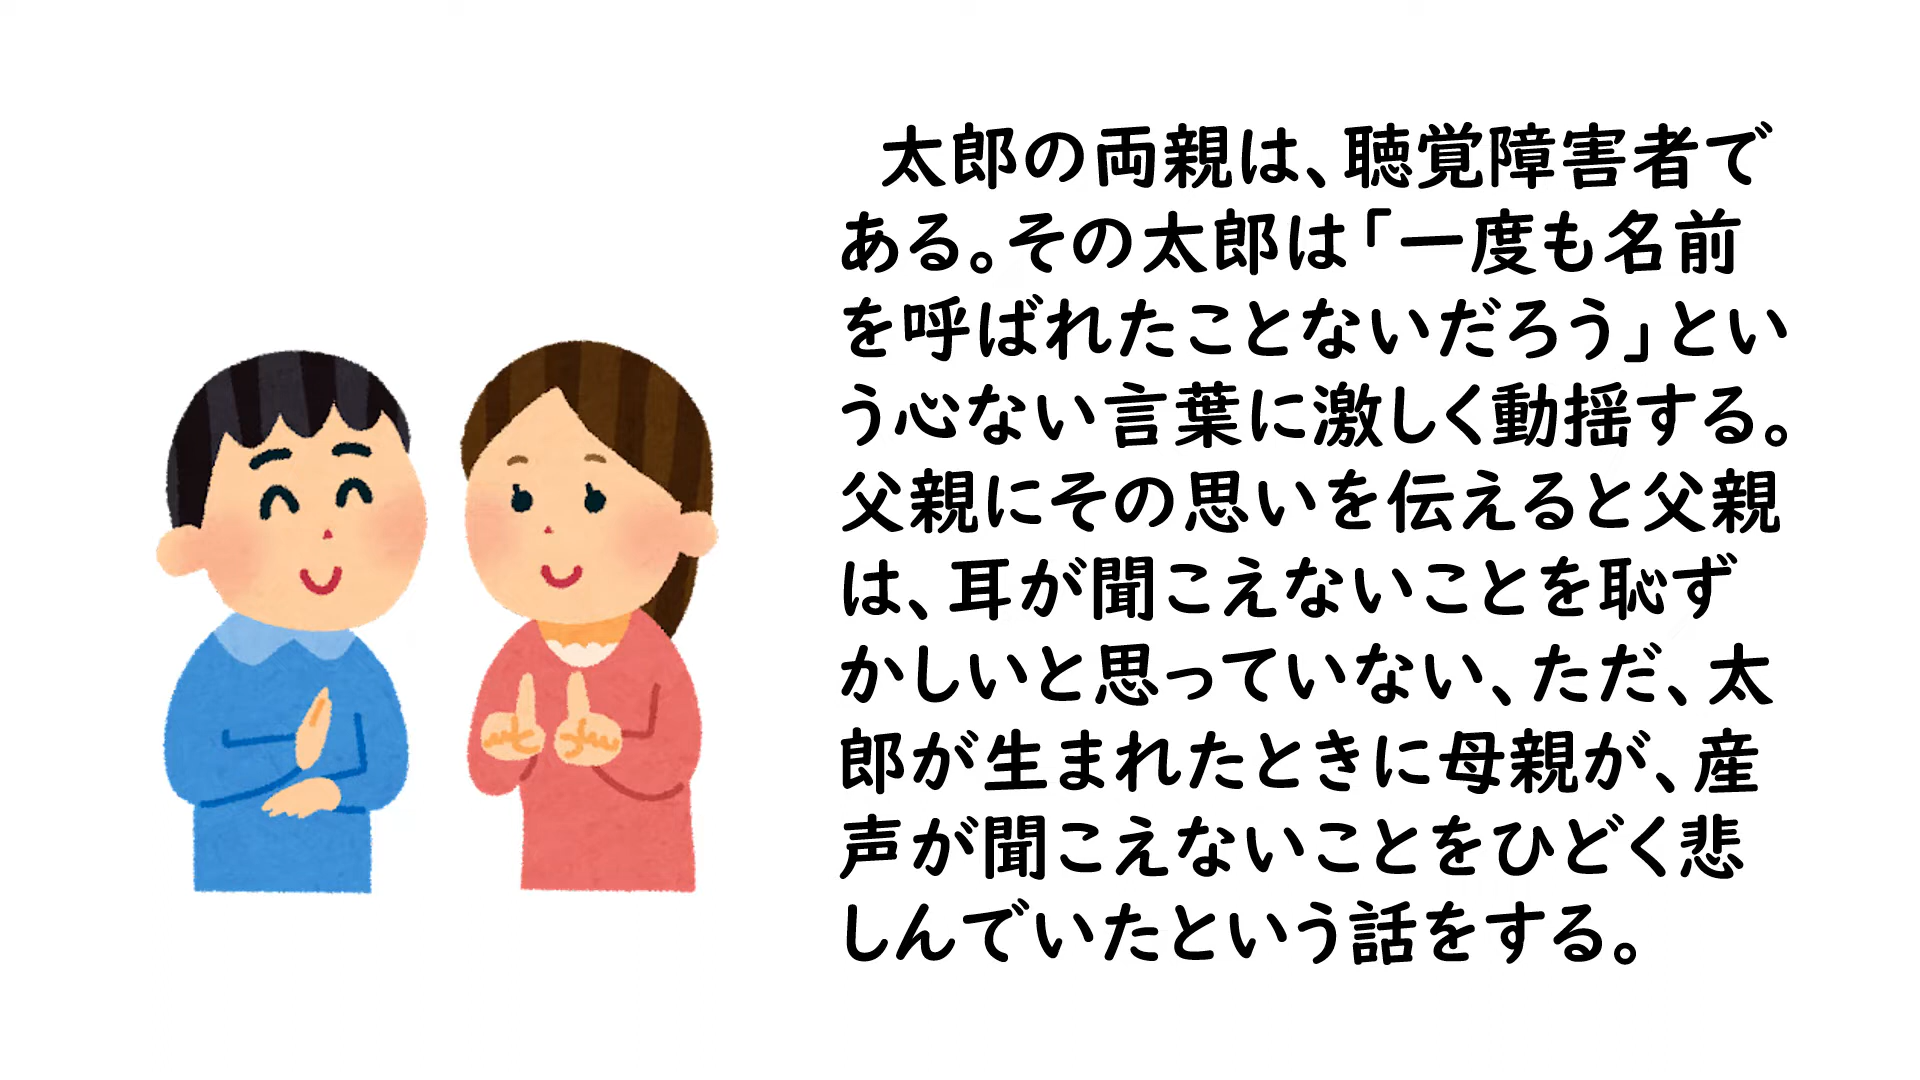 太郎の両親は、聴覚障害者で
ある。その太郎は「一度も名前
を呼ばれたことないだろう」とい
う心ない言葉に激しく動揺する。
父親にその思いを伝えると父親
は、耳が聞こえないことを恥ず
かしいと思っていない、ただ、太
郎が生まれたときに母親が、産
声が聞こえないことをひどく悲
しんでいたという話をする。